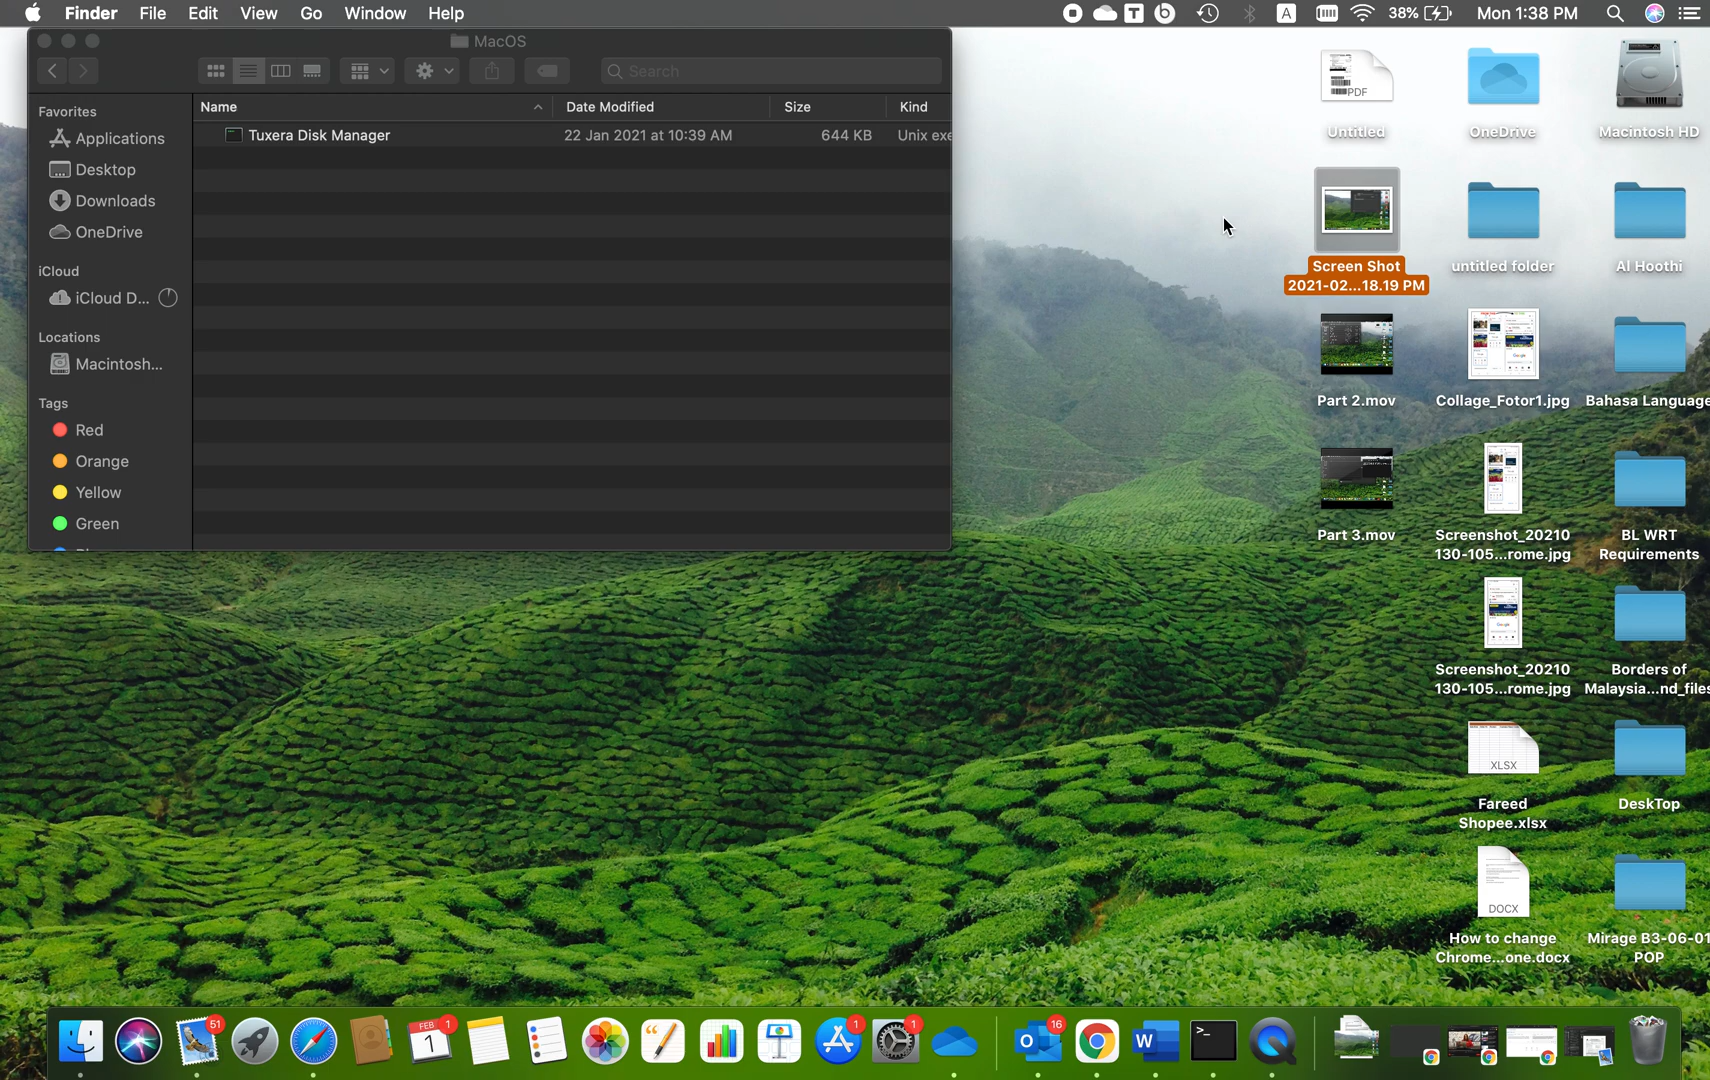 Finder File Edit View Go Window Help
A 38% Mon 1:38 PM
MacOS
Search
Favorites
Applications
Desktop
Downloads
OneDrive
iCloud
iCloud D...
Locations
Macintosh...
Tags
Red
Orange
Yellow
Green
Name Date Modified Size Kind
Tuxera Disk Manager 22 Jan 2021 at 10:39 AM 644 KB Unix exe
PDF
Untitled
OneDrive
Macintosh HD
Screen Shot
2021-02...18.19 PM
untitled folder
Al Hoothi
Part 2.mov
Collage_Fotor1.jpg
Bahasa Language
Part 3.mov
Screenshot_20210
130-105...rome.jpg
BL WRT
Requirements
Screenshot_20210
130-105...rome.jpg
Borders of
Malaysia...nd_files
XLSX
Fareed
Shopee.xlsx
DeskTop
DOCX
How to change
Chrome...one.docx
Mirage B3-06-01
POP
51
FEB 1
1
1
1
16
W